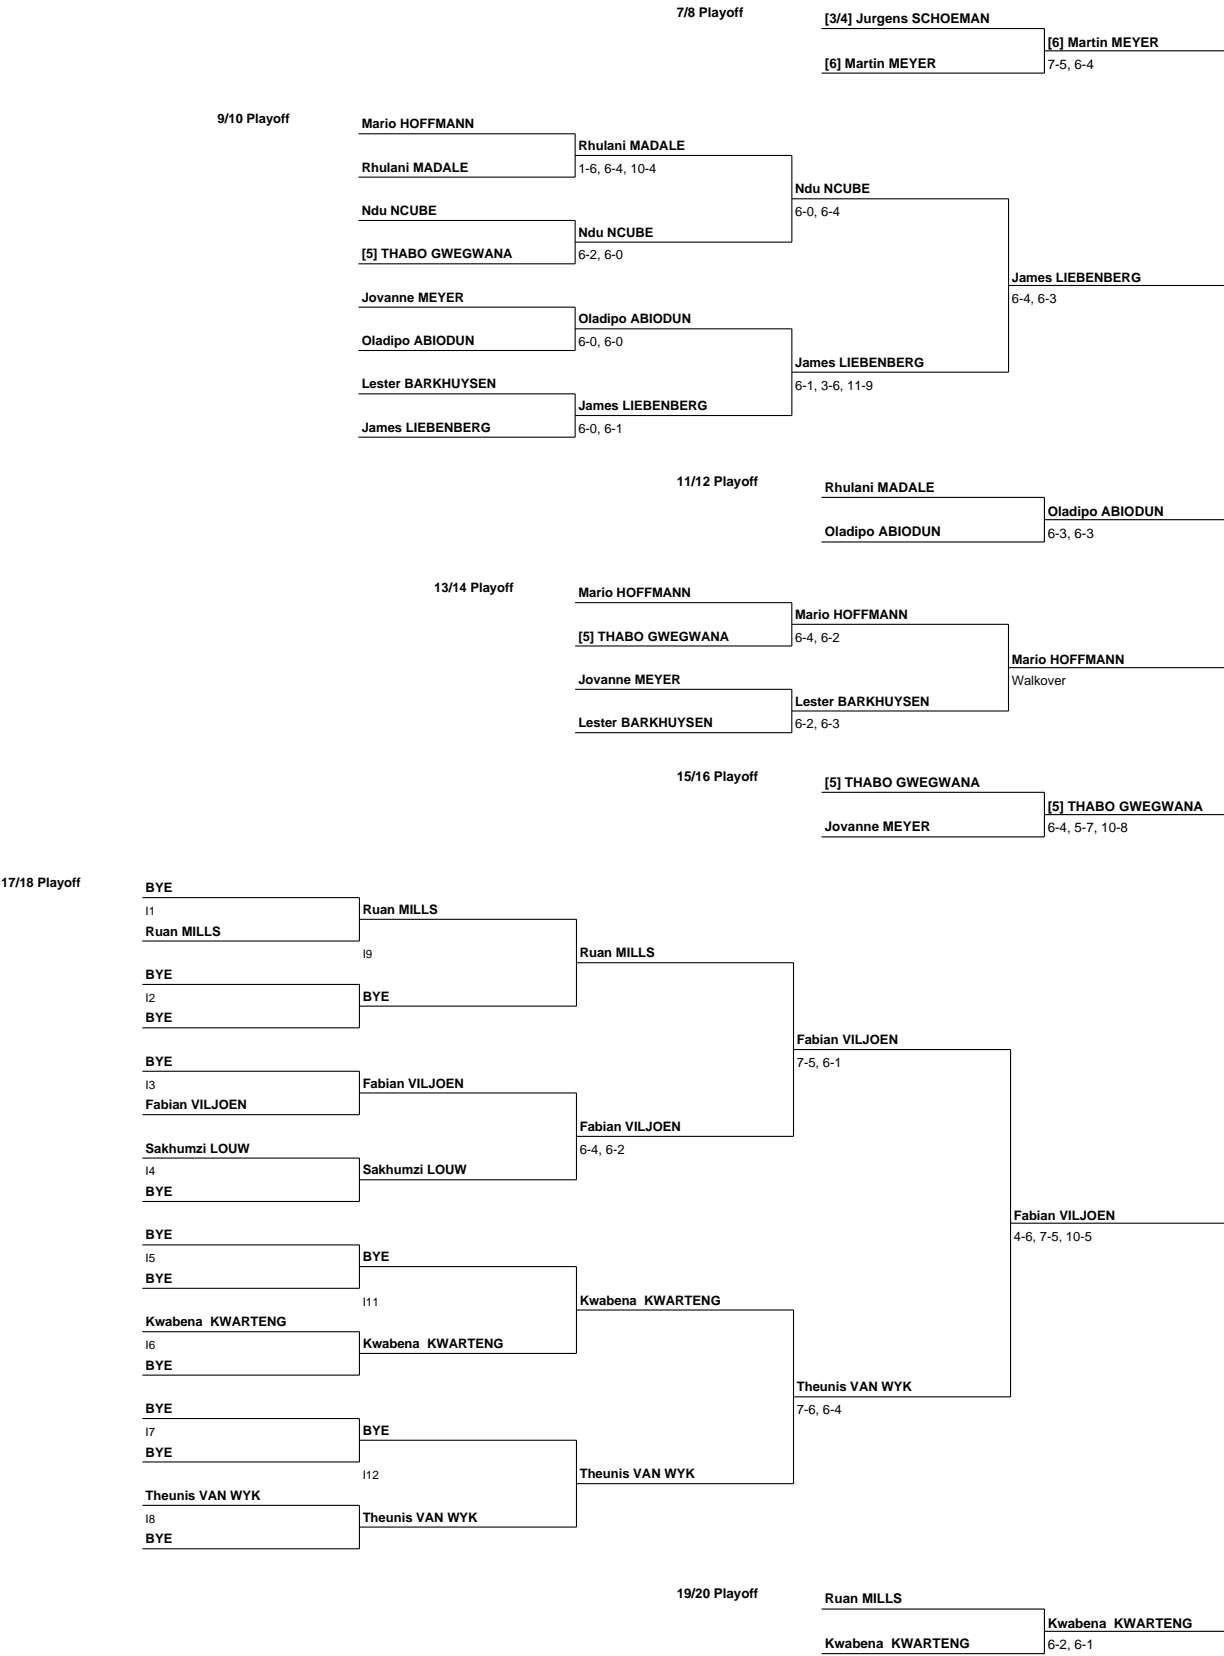 7/8 Playoff
[3/4] Jurgens SCHOEMAN
[6] Martin MEYER
[6] Martin MEYER
7-5, 6-4
9/10 Playoff
Mario HOFFMANN
Rhulani MADALE
Rhulani MADALE
1-6, 6-4, 10-4
Ndu NCUBE
6-0, 6-4
Ndu NCUBE
Ndu NCUBE
[5] THABO GWEGWANA
6-2, 6-0
James LIEBENBERG
6-4, 6-3
Jovanne MEYER
Oladipo ABIODUN
Oladipo ABIODUN
6-0, 6-0
James LIEBENBERG
6-1, 3-6, 11-9
Lester BARKHUYSEN
James LIEBENBERG
James LIEBENBERG
6-0, 6-1
11/12 Playoff
Rhulani MADALE
Oladipo ABIODUN
Oladipo ABIODUN
6-3, 6-3
13/14 Playoff
Mario HOFFMANN
Mario HOFFMANN
[5] THABO GWEGWANA
6-4, 6-2
Mario HOFFMANN
Walkover
Jovanne MEYER
Lester BARKHUYSEN
Lester BARKHUYSEN
6-2, 6-3
15/16 Playoff
[5] THABO GWEGWANA
[5] THABO GWEGWANA
Jovanne MEYER
6-4, 5-7, 10-8
17/18 Playoff
BYE
I1
Ruan MILLS
Ruan MILLS
I9
Ruan MILLS
BYE
I2
BYE
BYE
Fabian VILJOEN
7-5, 6-1
BYE
I3
Fabian VILJOEN
Fabian VILJOEN
Fabian VILJOEN
6-4, 6-2
Sakhumzi LOUW
I4
Sakhumzi LOUW
BYE
Fabian VILJOEN
4-6, 7-5, 10-5
BYE
I5
BYE
BYE
I11
Kwabena  KWARTENG
Kwabena  KWARTENG
I6
Kwabena  KWARTENG
BYE
Theunis VAN WYK
7-6, 6-4
BYE
I7
BYE
BYE
I12
Theunis VAN WYK
Theunis VAN WYK
I8
Theunis VAN WYK
BYE
19/20 Playoff
Ruan MILLS
Kwabena  KWARTENG
Kwabena  KWARTENG
6-2, 6-1